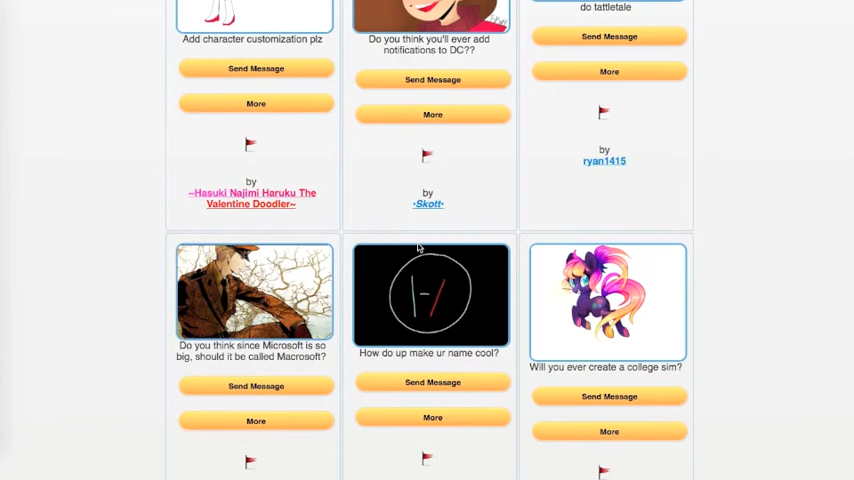 Add character customization plz
Send Message
More
by
~Hasuki Najimi Haruku The
Valentine Doodler~
Do you think you'll ever add
notifications to DC??
Send Message
More
by
•Skott•
do tattletale
Send Message
More
by
ryan1415
Do you think since Microsoft is so
big, should it be called Macrosoft?
Send Message
More
How do up make ur name cool?
Send Message
More
Will you ever create a college sim?
Send Message
More